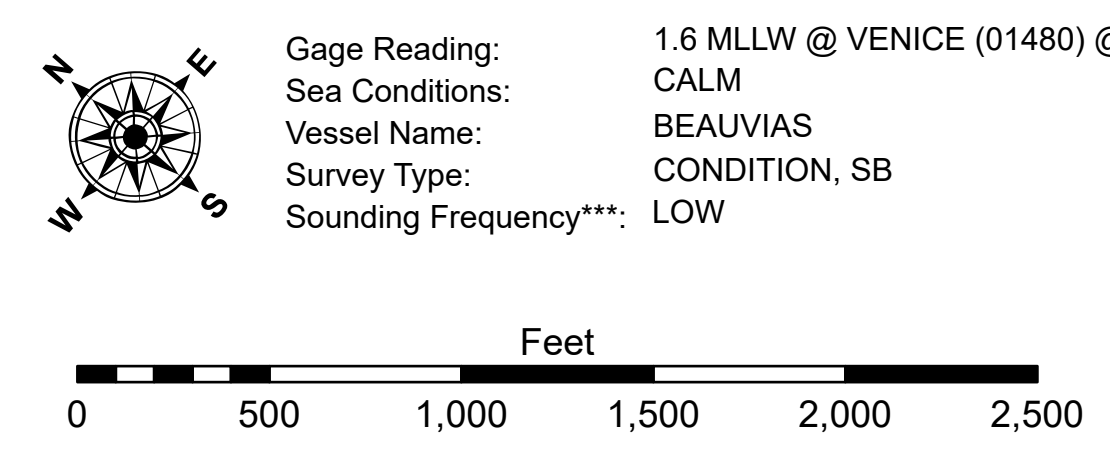 N E
W S
Gage Reading: 1.6 MLLW @ VENICE (01480) @
Sea Conditions: CALM
Vessel Name: BEAUVIAS
Survey Type: CONDITION, SB
Sounding Frequency***: LOW
Feet
0 500 1,000 1,500 2,000 2,500